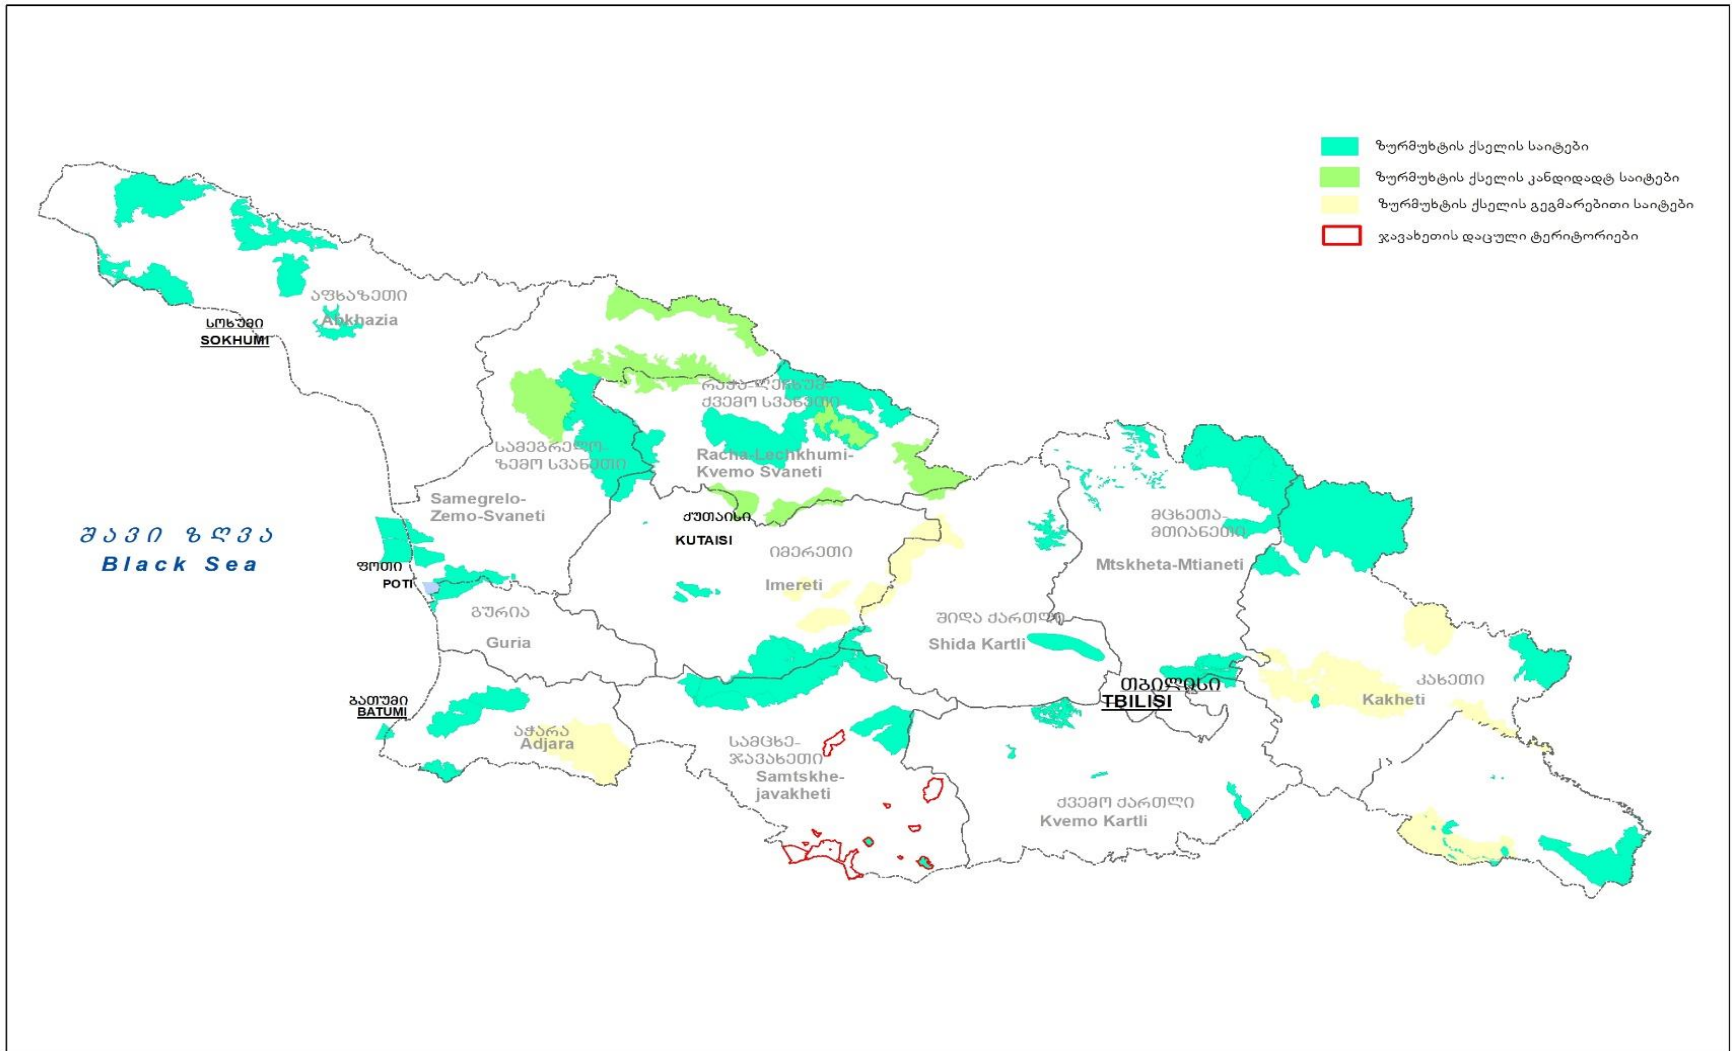 ზურმუხტის ქსელის საიტები
ზურმუხტის ქსელის კანდიდადტ საიტები
ზურმუხტის ქსელის გეგმარებითი საიტები
ჯავახეთის დაცული ტერიტორიები
აფხაზეთი
Abkhazia
სოხუმი
SOKHUMI
რაჭა-ლეჩხუმ-
ქვემო სვანეთი
Racha-Lechkhumi-
Kvemo Svaneti
სამეგრელო-
ზემო სვანეთი
Samegrelo-
Zemo-Svaneti
შავი ზღვა
Black Sea
ქუთაისი
KUTAISI
იმერეთი
Imereti
მცხეთა-
მთიანეთი
Mtskheta-Mtianeti
ფოთი
POTI
გურია
Guria
შიდა ქართლი
Shida Kartli
თბილისი
TBILISI
კახეთი
Kakheti
ბათუმი
BATUMI
აჭარა
Adjara
სამცხე-
ჯავახეთი
Samtskhe-
javakheti
ქვემო ქართლი
Kvemo Kartli